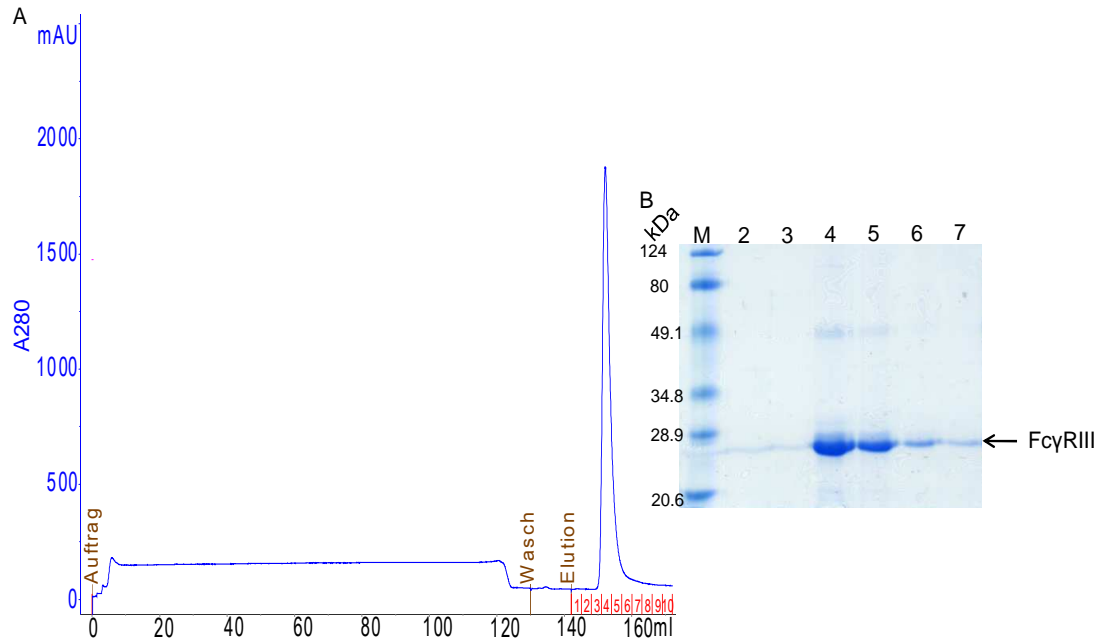 A
mAU
2000
1500
1000
500
0
A280
Auftrag
Wasch
Elution
1 2 3 4 5 6 7 8 9 10
0 20 40 60 80 100 120 140 160ml
B
kDa
M 2 3 4 5 6 7
124
80
49.1
34.8
28.9
20.6
FcγRIII